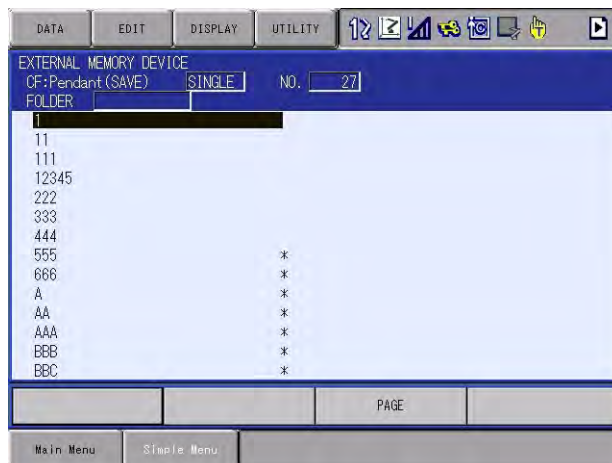 DATA EDIT DISPLAY UTILITY
EXTERNAL MEMORY DEVICE
CF:Pendant(SAVE) SINGLE NO. 27
FOLDER
1
11
111
12345
222
333
444
555 *
666 *
A *
AA *
AAA *
BBB *
BBC *
PAGE
Main Menu Simple Menu